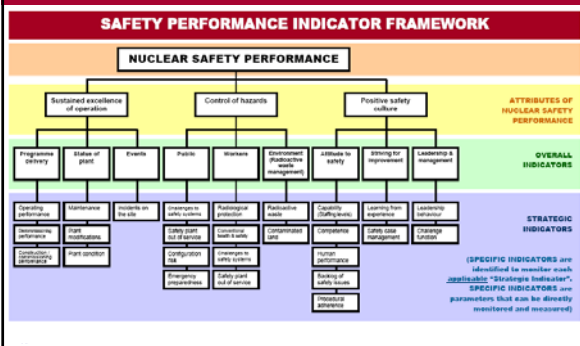 SAFETY PERFORMANCE INDICATOR FRAMEWORK
NUCLEAR SAFETY PERFORMANCE
Sustained excellence
of operation
Control of hazards
Positive safety
culture
ATTRIBUTES OF
NUCLEAR SAFETY
PERFORMANCE
Programme
delivery
Status of
plant
Events
Public
Workers
Environment
(Radioactive
waste
management)
Attitude to
safety
Striving for
improvement
Leadership &
management
OVERALL
INDICATORS
Operating
performance
Decommissioning
performance
Construction /
commissioning
performance
Maintenance
Plant
modifications
Plant condition
Incidents on
the site
Challenges to
safety systems
Safety plant
out of service
Configuration
risk
Emergency
preparedness
Radiological
protection
Conventional
health & safety
Challenges to
safety systems
Safety plant
out of service
Radioactive
waste
Contaminated
land
Capability
(Staffing levels)
Competence
Human
performance
Backlog of
safety issues
Procedural
adherence
Learning from
experience
Safety case
management
Leadership
behaviour
Challenge
function
STRATEGIC
INDICATORS
(SPECIFIC INDICATORS are
identified to monitor each
applicable "Strategic Indicator".
SPECIFIC INDICATORS are
parameters that can be directly
monitored and measured)